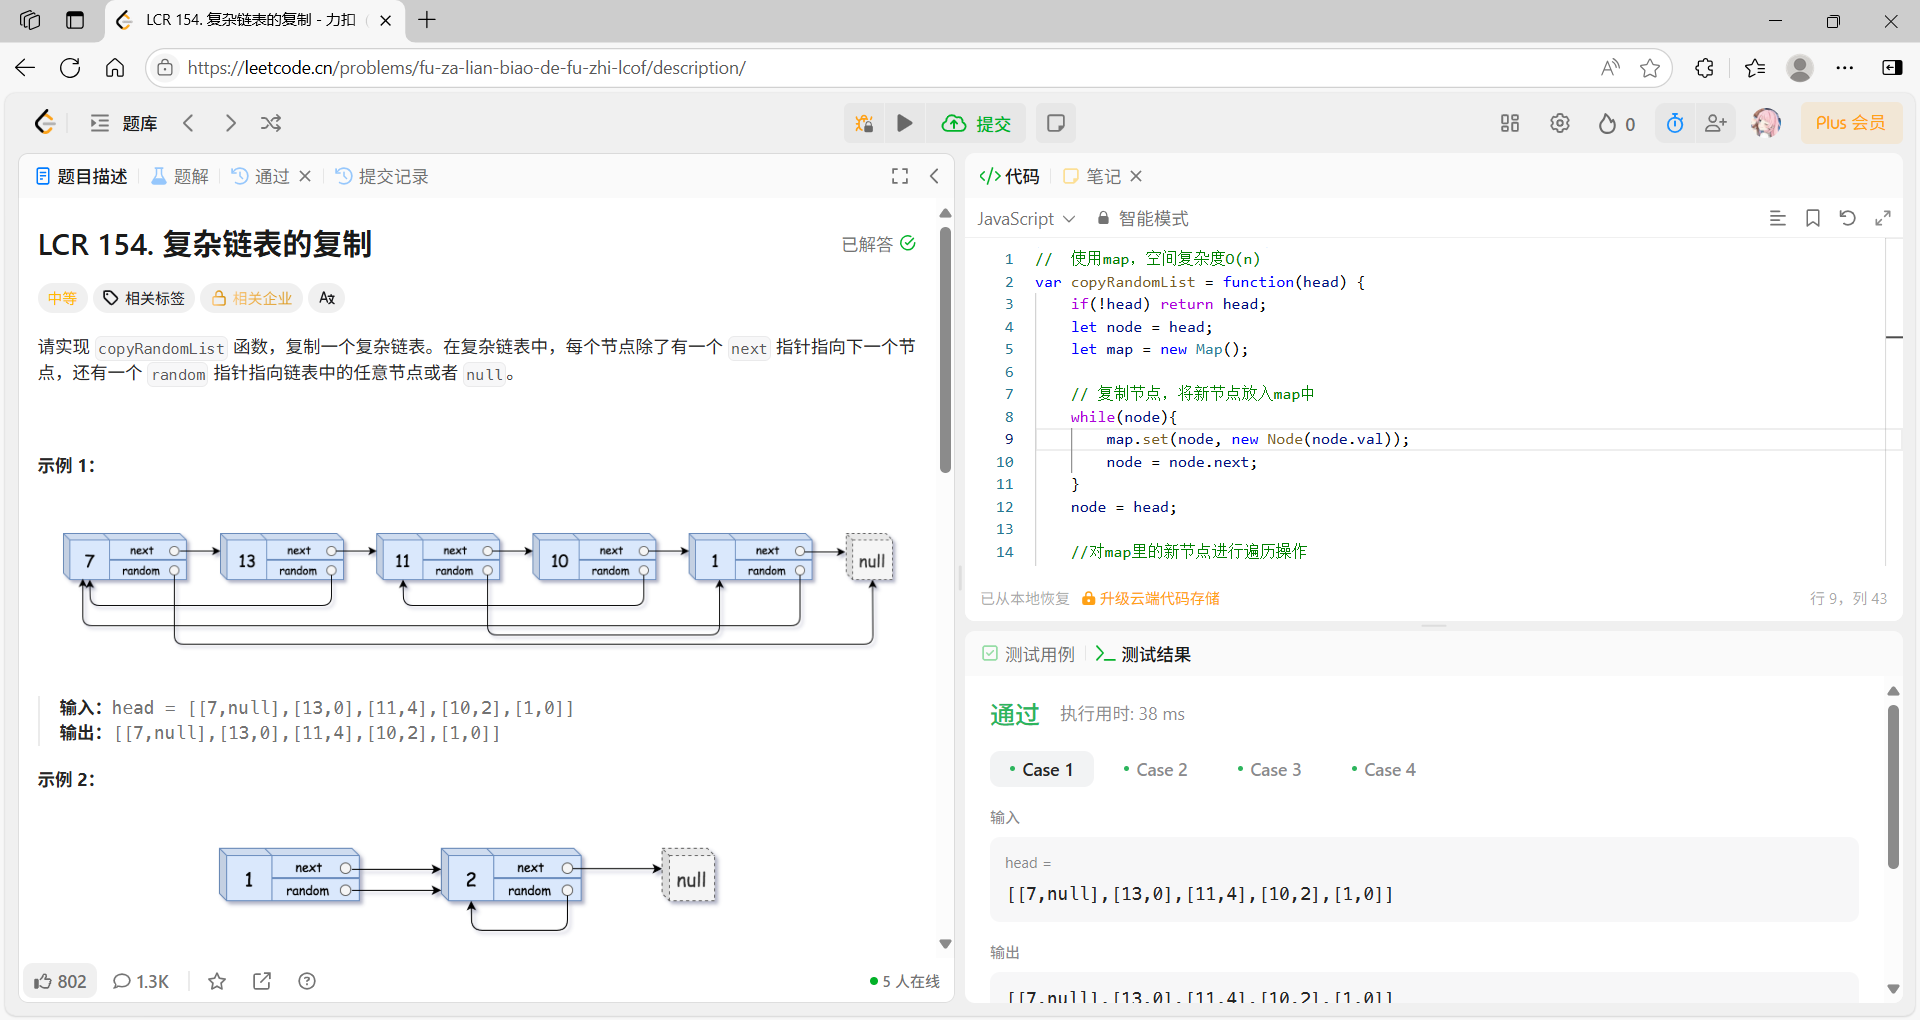 LCR 154. 复杂链表的复制 - 力扣
https://leetcode.cn/problems/fu-za-lian-biao-de-fu-zhi-lcof/description/
题库
提交
0
Plus 会员
题目描述
题解
通过
提交记录
LCR 154. 复杂链表的复制
已解答
中等
相关标签
相关企业
请实现 copyRandomList 函数，复制一个复杂链表。在复杂链表中，每个节点除了有一个 next 指针指向下一个节
点，还有一个 random 指针指向链表中的任意节点或者 null。
示例 1：
7 next random
13 next random
11 next random
10 next random
1 next random
null
输入：head = [[7,null],[13,0],[11,4],[10,2],[1,0]]
输出：[[7,null],[13,0],[11,4],[10,2],[1,0]]
示例 2：
1 next random
2 next random
null
802
1.3K
5 人在线
</> 代码
笔记
JavaScript
智能模式
1 // 使用map，空间复杂度O(n)
2 var copyRandomList = function(head) {
3 if(!head) return head;
4 let node = head;
5 let map = new Map();
6
7 // 复制节点，将新节点放入map中
8 while(node){
9 map.set(node, new Node(node.val));
10 node = node.next;
11 }
12 node = head;
13
14 //对map里的新节点进行遍历操作
已从本地恢复
升级云端代码存储
行 9，列 43
测试用例
测试结果
通过
执行用时: 38 ms
Case 1
Case 2
Case 3
Case 4
输入
head =
[[7,null],[13,0],[11,4],[10,2],[1,0]]
输出
[[7,null],[13,0],[11,4],[10,2],[1,0]]